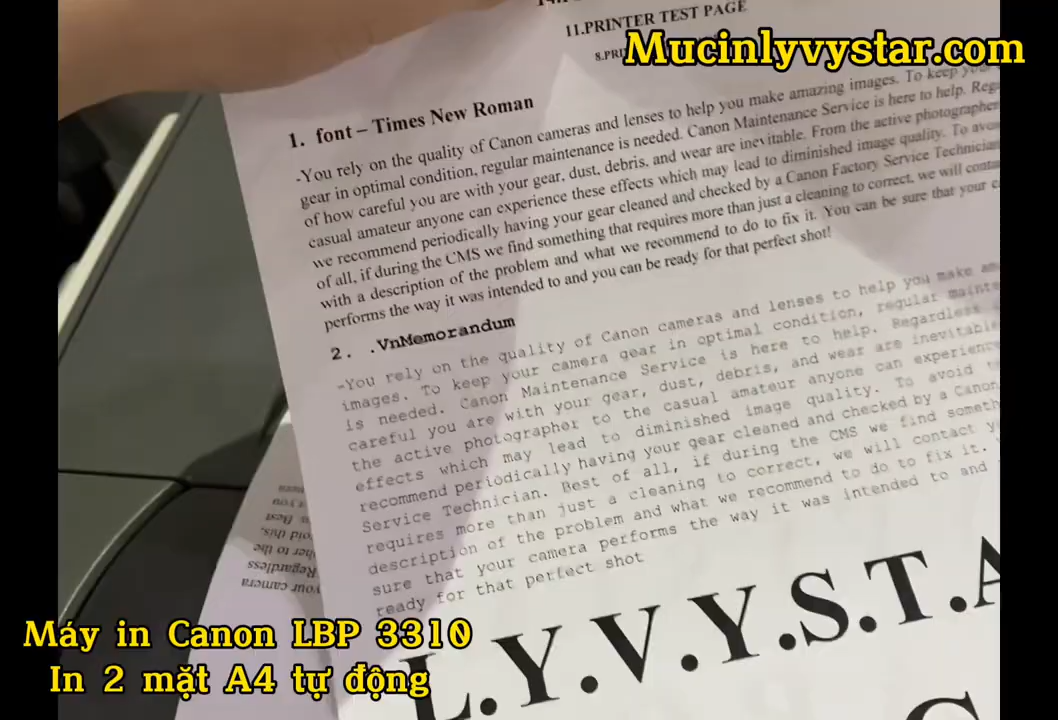 11.PRINTER TEST PAGE
8.PRI
Mucinlyvystar.com
1. font – Times New Roman
-You rely on the quality of Canon cameras and lenses to help you make amazing images. To keep
gear in optimal condition, regular maintenance is needed. Canon Maintenance Service is here to help.
of how careful you are with your gear, dust, debris, and wear are inevitable. From the active photographer
casual amateur anyone can experience these effects which may lead to diminished image quality. To
we recommend periodically having your gear cleaned and checked by a Canon Factory Service Technician
of all, if during the CMS we find something that requires more than just a cleaning to correct, we will
with a description of the problem and what we recommend to do to fix it. You can be sure that your
performs the way it was intended to and you can be ready for that perfect shot!
2. .VnMemorandum
-You rely on the quality of Canon cameras and lenses to help you make
images. To keep your camera gear in optimal condition, regular
is needed. Canon Maintenance Service is here to help. Regardless
careful you are with your gear, dust, debris, and wear are inevitable
the active photographer to the casual amateur anyone can experience
effects which may lead to diminished image quality. To avoid
recommend periodically having your gear cleaned and checked by a Canon
Service Technician. Best of all, if during the CMS we find
requires more than just a cleaning to correct, we will contact
description of the problem and what we recommend to do to fix it.
sure that your camera performs the way it was intended to and
ready for that perfect shot
L.Y.V.Y.S.T.A
Máy in Canon LBP 3310
In 2 mặt A4 tự động